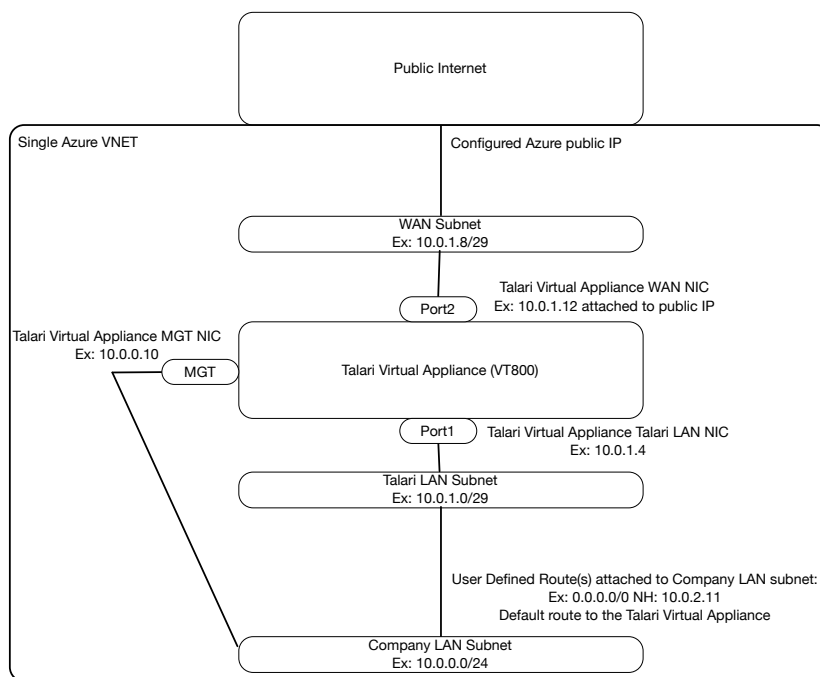 Public Internet
Single Azure VNET
Configured Azure public IP
WAN Subnet
Ex: 10.0.1.8/29
Talari Virtual Appliance WAN NIC
Ex: 10.0.1.12 attached to public IP
Port2
Talari Virtual Appliance MGT NIC
Ex: 10.0.0.10
MGT
Talari Virtual Appliance (VT800)
Port1
Talari Virtual Appliance Talari LAN NIC
Ex: 10.0.1.4
Talari LAN Subnet
Ex: 10.0.1.0/29
User Defined Route(s) attached to Company LAN subnet:
Ex: 0.0.0.0/0 NH: 10.0.2.11
Default route to the Talari Virtual Appliance
Company LAN Subnet
Ex: 10.0.0.0/24